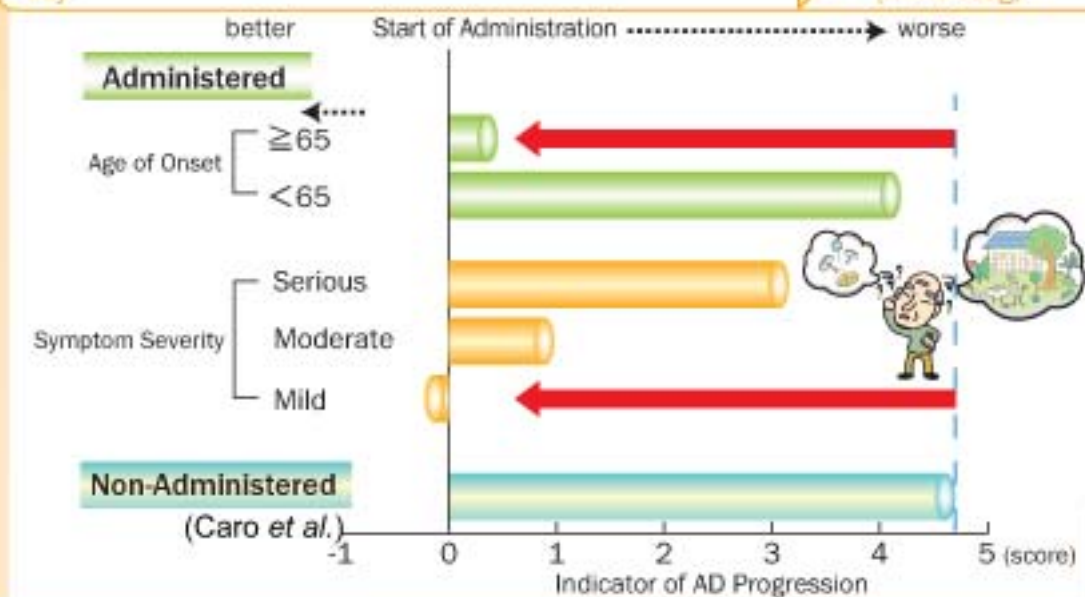 better Start of Administration worse
Administered
≧65
Age of Onset
<65
Serious
Symptom Severity
Moderate
Mild
Non-Administered
(Caro et al.)
-1 0 1 2 3 4 5 (score)
Indicator of AD Progression